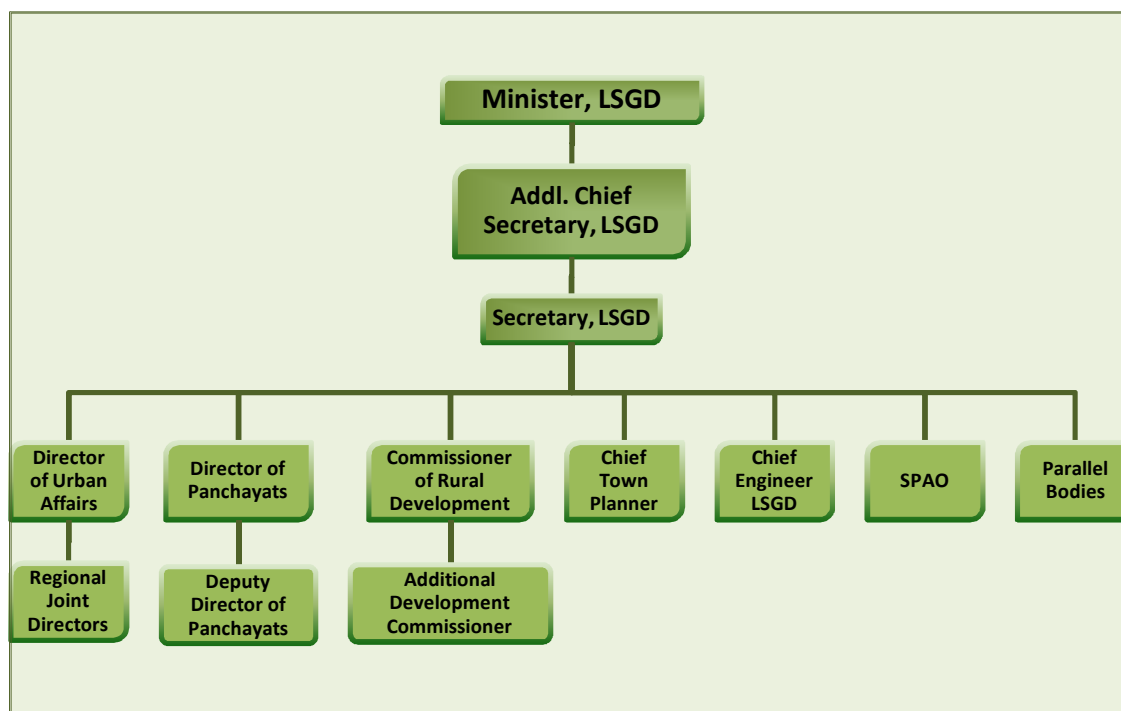 Minister, LSGD
Addl. Chief
Secretary, LSGD
Secretary, LSGD
Director
of Urban
Affairs
Director of
Panchayats
Commissioner
of Rural
Development
Chief
Town
Planner
Chief
Engineer
LSGD
SPAO
Parallel
Bodies
Regional
Joint
Directors
Deputy
Director of
Panchayats
Additional
Development
Commissioner